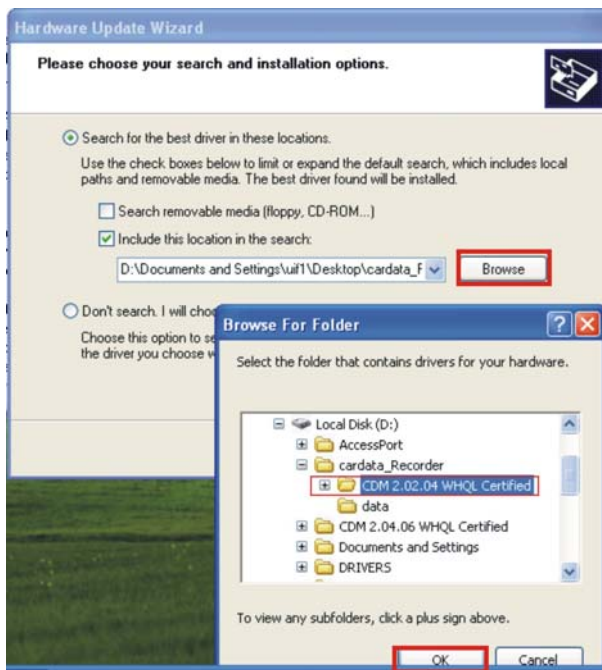 Hardware Update Wizard
Please choose your search and installation options.
Search for the best driver in these locations.
Use the check boxes below to limit or expand the default search, which includes local
paths and removable media. The best driver found will be installed.
Search removable media (floppy, CD-ROM...)
Include this location in the search:
D:\Documents and Settings\uif1\Desktop\cardata_F
Browse
Don't search. I will
Choose this option to
the driver you choose
Browse For Folder
Select the folder that contains drivers for your hardware.
Local Disk (D:)
AccessPort
cardata_Recorder
CDM 2.02.04 WHQL Certified
data
CDM 2.04.06 WHQL Certified
Documents and Settings
DRIVERS
To view any subfolders, click a plus sign above.
OK
Cancel